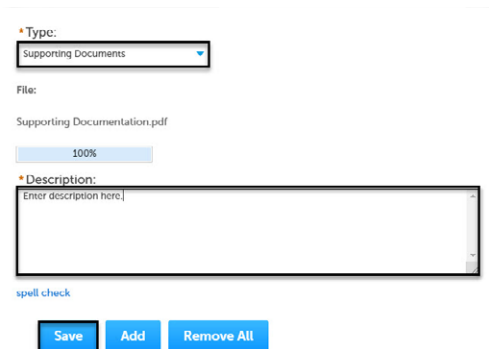 * Type:
Supporting Documents
File:
Supporting Documentation.pdf
100%
* Description:
Enter description here.
spell check
Save Add Remove All